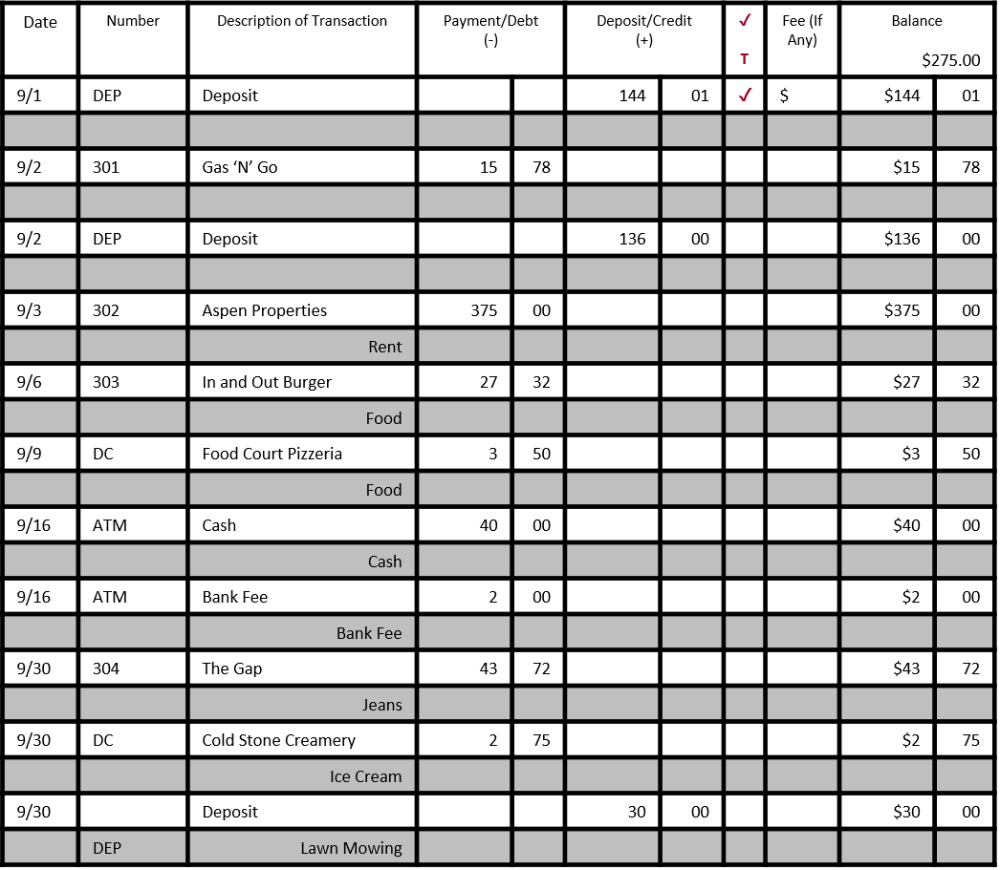 Date Number Description of Transaction Payment/Debt (-) Deposit/Credit (+) ✓ T Fee (If Any) Balance $275.00
9/1 DEP Deposit 144 01 ✓ $ $144 01
9/2 301 Gas ‘N’ Go 15 78 $15 78
9/2 DEP Deposit 136 00 $136 00
9/3 302 Aspen Properties 375 00 $375 00
Rent
9/6 303 In and Out Burger 27 32 $27 32
Food
9/9 DC Food Court Pizzeria 3 50 $3 50
Food
9/16 ATM Cash 40 00 $40 00
Cash
9/16 ATM Bank Fee 2 00 $2 00
Bank Fee
9/30 304 The Gap 43 72 $43 72
Jeans
9/30 DC Cold Stone Creamery 2 75 $2 75
Ice Cream
9/30 Deposit 30 00 $30 00
DEP Lawn Mowing